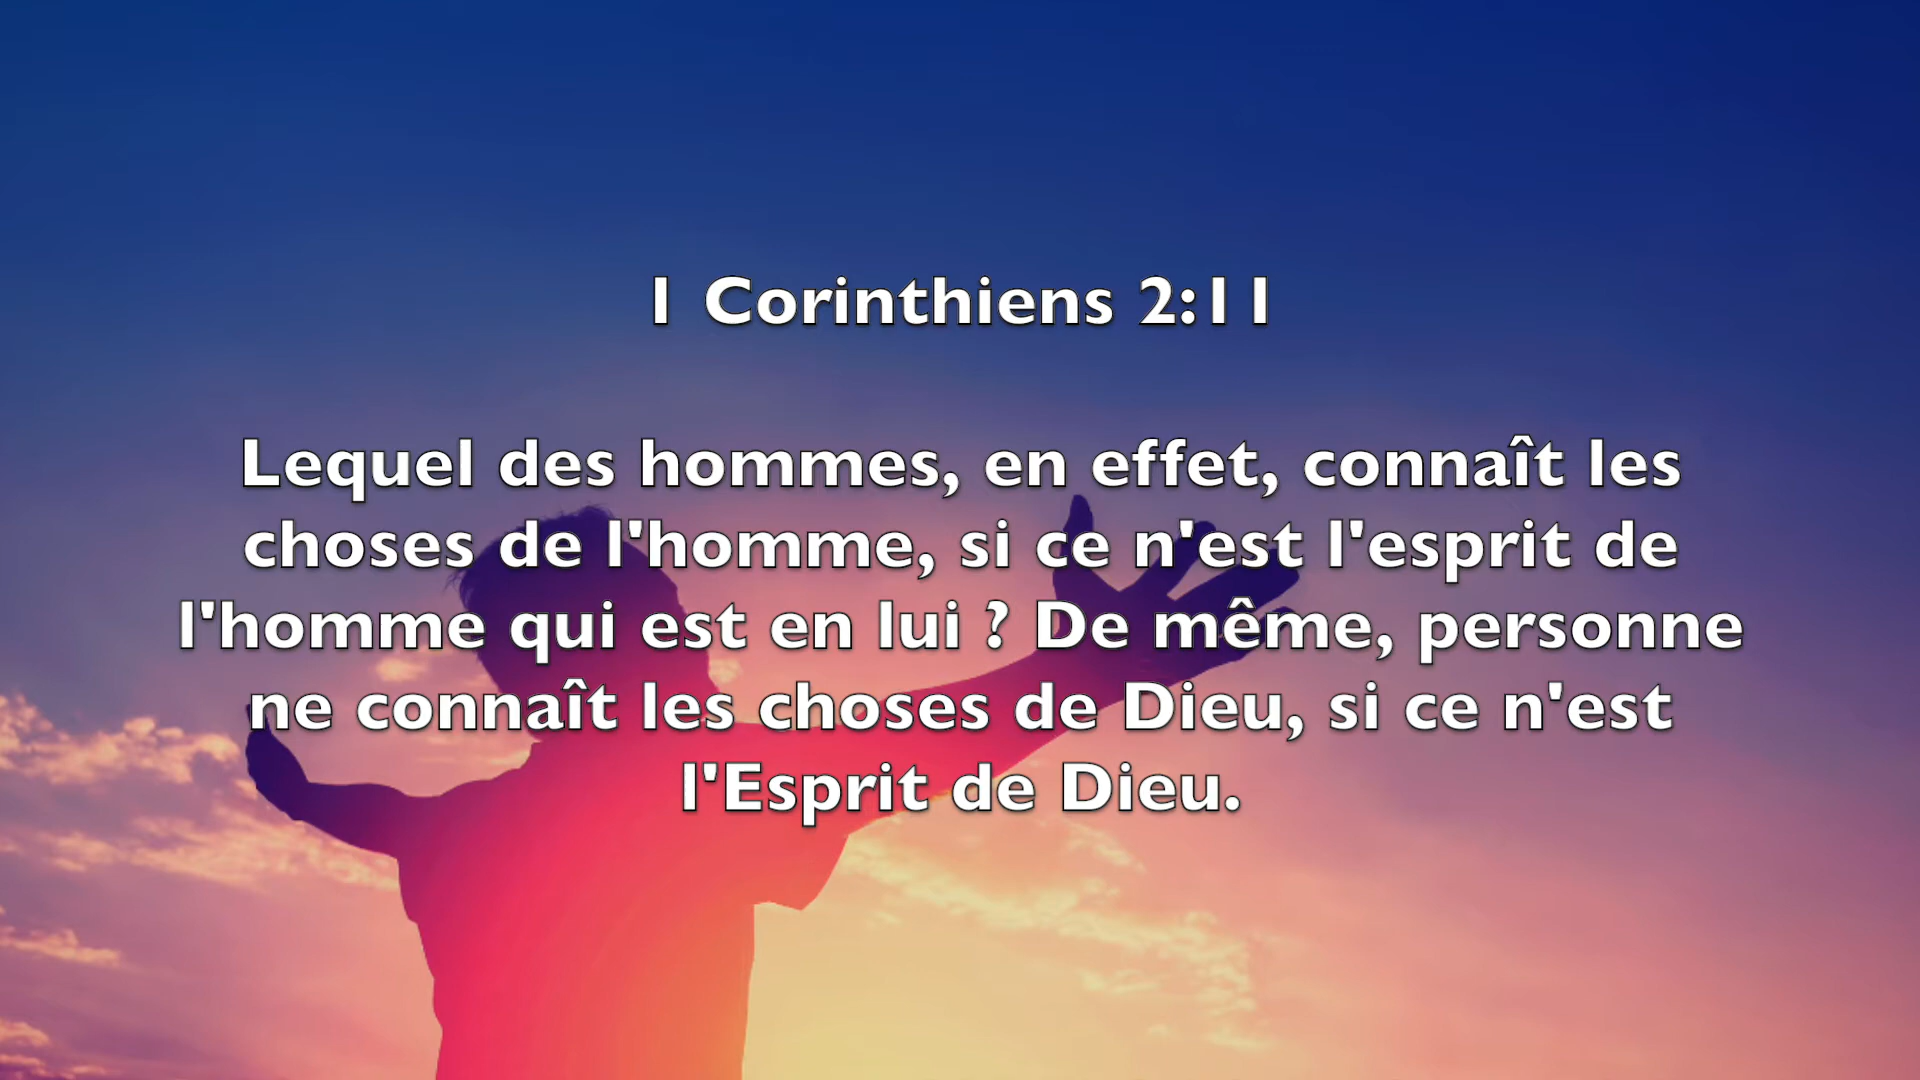 1 Corinthiens 2:11
Lequel des hommes, en effet, connaît les
choses de l'homme, si ce n'est l'esprit de
l'homme qui est en lui ? De même, personne
ne connaît les choses de Dieu, si ce n'est
l'Esprit de Dieu.